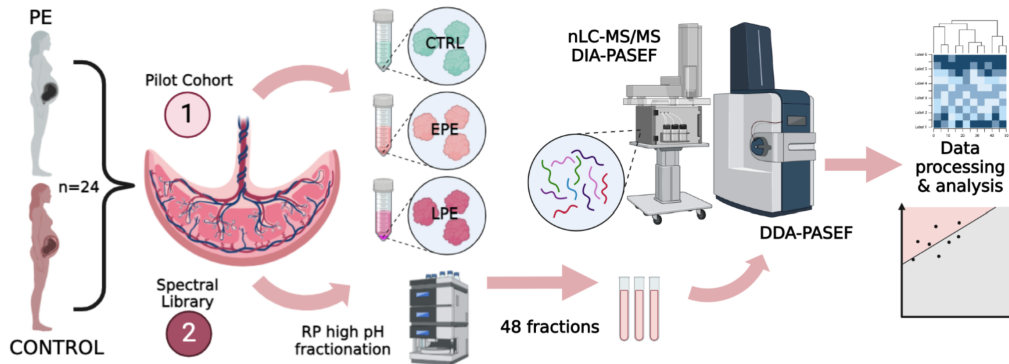 PE
n=24
CONTROL
Pilot Cohort
1
Spectral
Library
2
CTRL
EPE
LPE
RP high pH
fractionation
48 fractions
nLC-MS/MS
DIA-PASEF
DDA-PASEF
Data
processing
& analysis